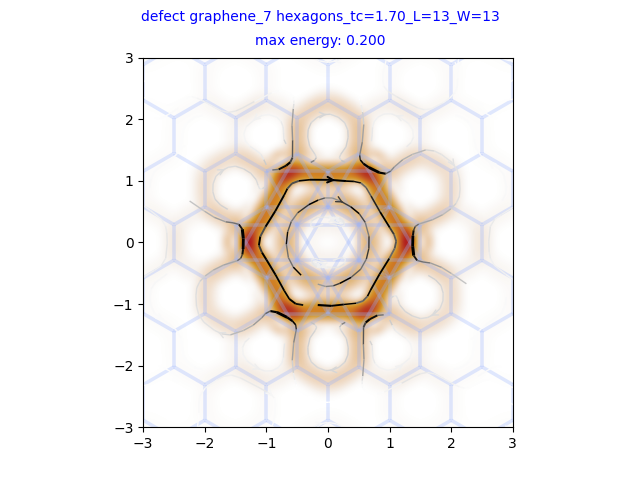 defect graphene_7 hexagons_tc=1.70_L=13_W=13
max energy: 0.200
3
2
1
0
−1
−2
−3
−3 −2 −1 0 1 2 3